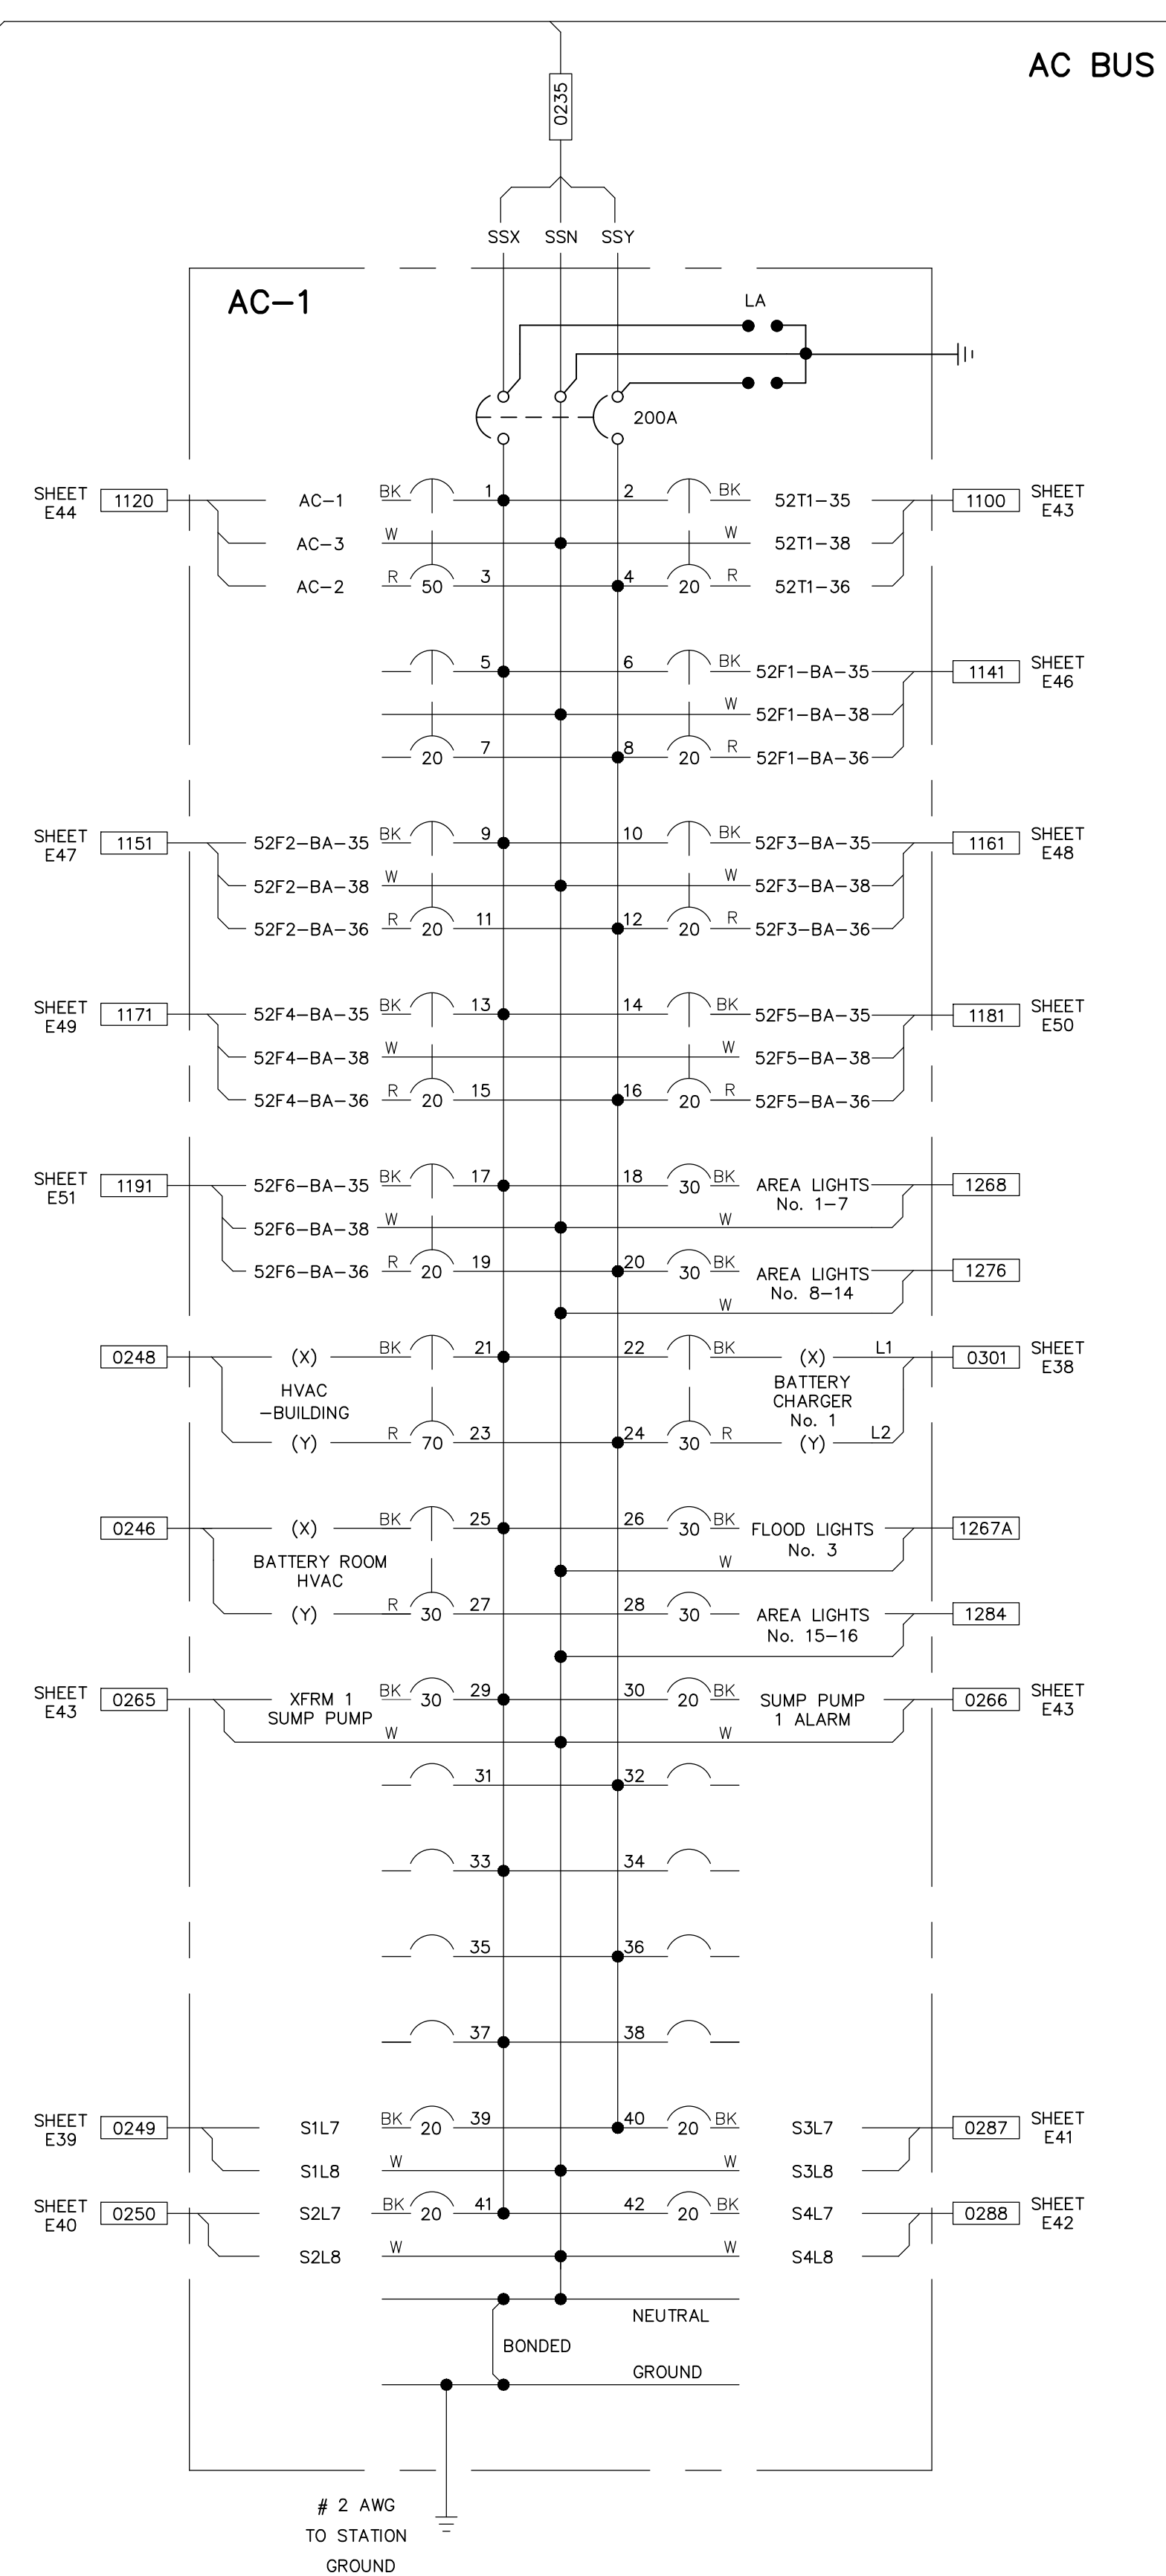 AC BUS
0235
SSX SSN SSY
AC-1
LA
200A
SHEET E44 1120 AC-1 BK 1 2 BK 52T1-35 1100 SHEET E43
AC-3 W W 52T1-38
AC-2 R 50 3 4 20 R 52T1-36
5 6 BK 52F1-BA-35 1141 SHEET E46
W 52F1-BA-38
20 7 8 20 R 52F1-BA-36
SHEET E47 1151 52F2-BA-35 BK 9 10 BK 52F3-BA-35 1161 SHEET E48
52F2-BA-38 W W 52F3-BA-38
52F2-BA-36 R 20 11 12 20 R 52F3-BA-36
SHEET E49 1171 52F4-BA-35 BK 13 14 BK 52F5-BA-35 1181 SHEET E50
52F4-BA-38 W W 52F5-BA-38
52F4-BA-36 R 20 15 16 20 R 52F5-BA-36
SHEET E51 1191 52F6-BA-35 BK 17 18 30 BK AREA LIGHTS No. 1-7 1268
52F6-BA-38 W W
52F6-BA-36 R 20 19 20 30 BK AREA LIGHTS No. 8-14 1276
W
0248 (X) BK 21 22 BK (X) L1 0301 SHEET E38
HVAC -BUILDING BATTERY CHARGER No. 1
(Y) R 70 23 24 30 R (Y) L2
0246 (X) BK 25 26 30 BK FLOOD LIGHTS No. 3 1267A
BATTERY ROOM HVAC W
(Y) R 30 27 28 30 AREA LIGHTS No. 15-16 1284
SHEET E43 0265 XFRM 1 SUMP PUMP BK 30 29 30 20 BK SUMP PUMP 1 ALARM 0266 SHEET E43
W W
31 32
33 34
35 36
37 38
SHEET E39 0249 S1L7 BK 20 39 40 20 BK S3L7 0287 SHEET E41
S1L8 W W S3L8
SHEET E40 0250 S2L7 BK 20 41 42 20 BK S4L7 0288 SHEET E42
S2L8 W W S4L8
NEUTRAL
BONDED
GROUND
# 2 AWG
TO STATION
GROUND